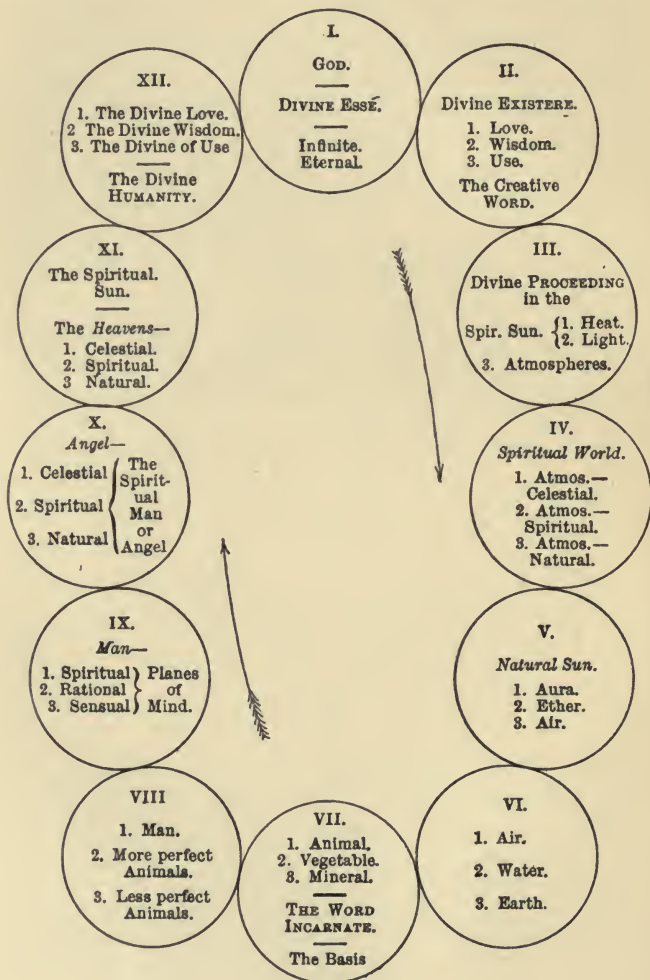 I.
GOD.
DIVINE ESSÉ.
Infinite.
Eternal.
II.
Divine EXISTERE.
1. Love.
2. Wisdom.
3. Use.
The Creative
WORD.
III.
Divine PROCEEDING
in the
Spir. Sun. { 1. Heat.
2. Light.
3. Atmospheres.
IV.
Spiritual World.
1. Atmos.—
Celestial.
2. Atmos.—
Spiritual.
3. Atmos.—
Natural.
V.
Natural Sun.
1. Aura.
2. Ether.
3. Air.
VI.
1. Air.
2. Water.
3. Earth.
VII.
1. Animal.
2. Vegetable.
3. Mineral.
THE WORD
INCARNATE.
The Basis
VIII
1. Man.
2. More perfect
Animals.
3. Less perfect
Animals.
IX.
Man—
1. Spiritual } Planes
2. Rational } of
3. Sensual } Mind.
X.
Angel—
1. Celestial
2. Spiritual
3. Natural
{ The
Spirit-
ual
Man
or
Angel
XI.
The Spiritual.
Sun.
The Heavens—
1. Celestial.
2. Spiritual.
3 Natural.
XII.
1. The Divine Love.
2 The Divine Wisdom.
3. The Divine of Use
The Divine
HUMANITY.